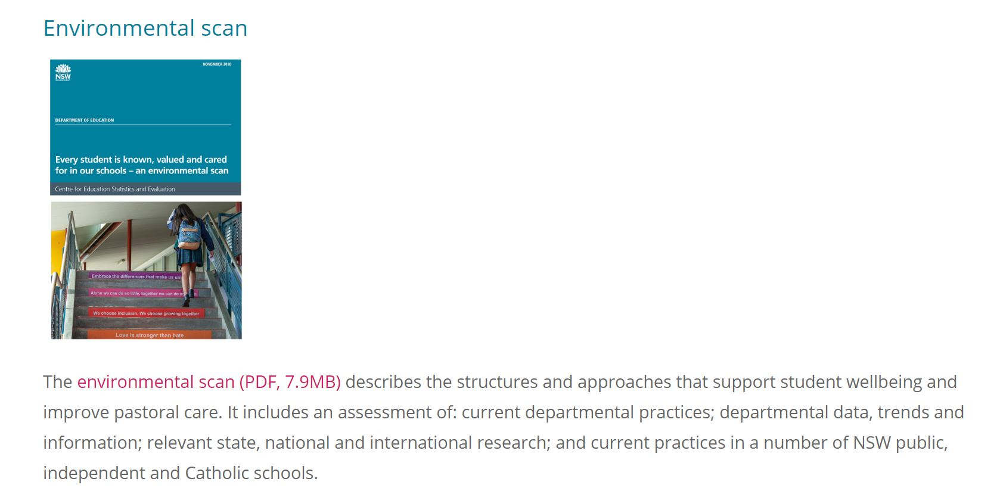 Environmental scan
NOVEMBER 2018
NSW
GOVERNMENT
DEPARTMENT OF EDUCATION
Every student is known, valued and cared
for in our schools – an environmental scan
Centre for Education Statistics and Evaluation
Embrace the differences that make us
Alone we can do so little, together we can do
We choose inclusion, We choose growing together
Love is stronger than hate
The environmental scan (PDF, 7.9MB) describes the structures and approaches that support student wellbeing and
improve pastoral care. It includes an assessment of: current departmental practices; departmental data, trends and
information; relevant state, national and international research; and current practices in a number of NSW public,
independent and Catholic schools.